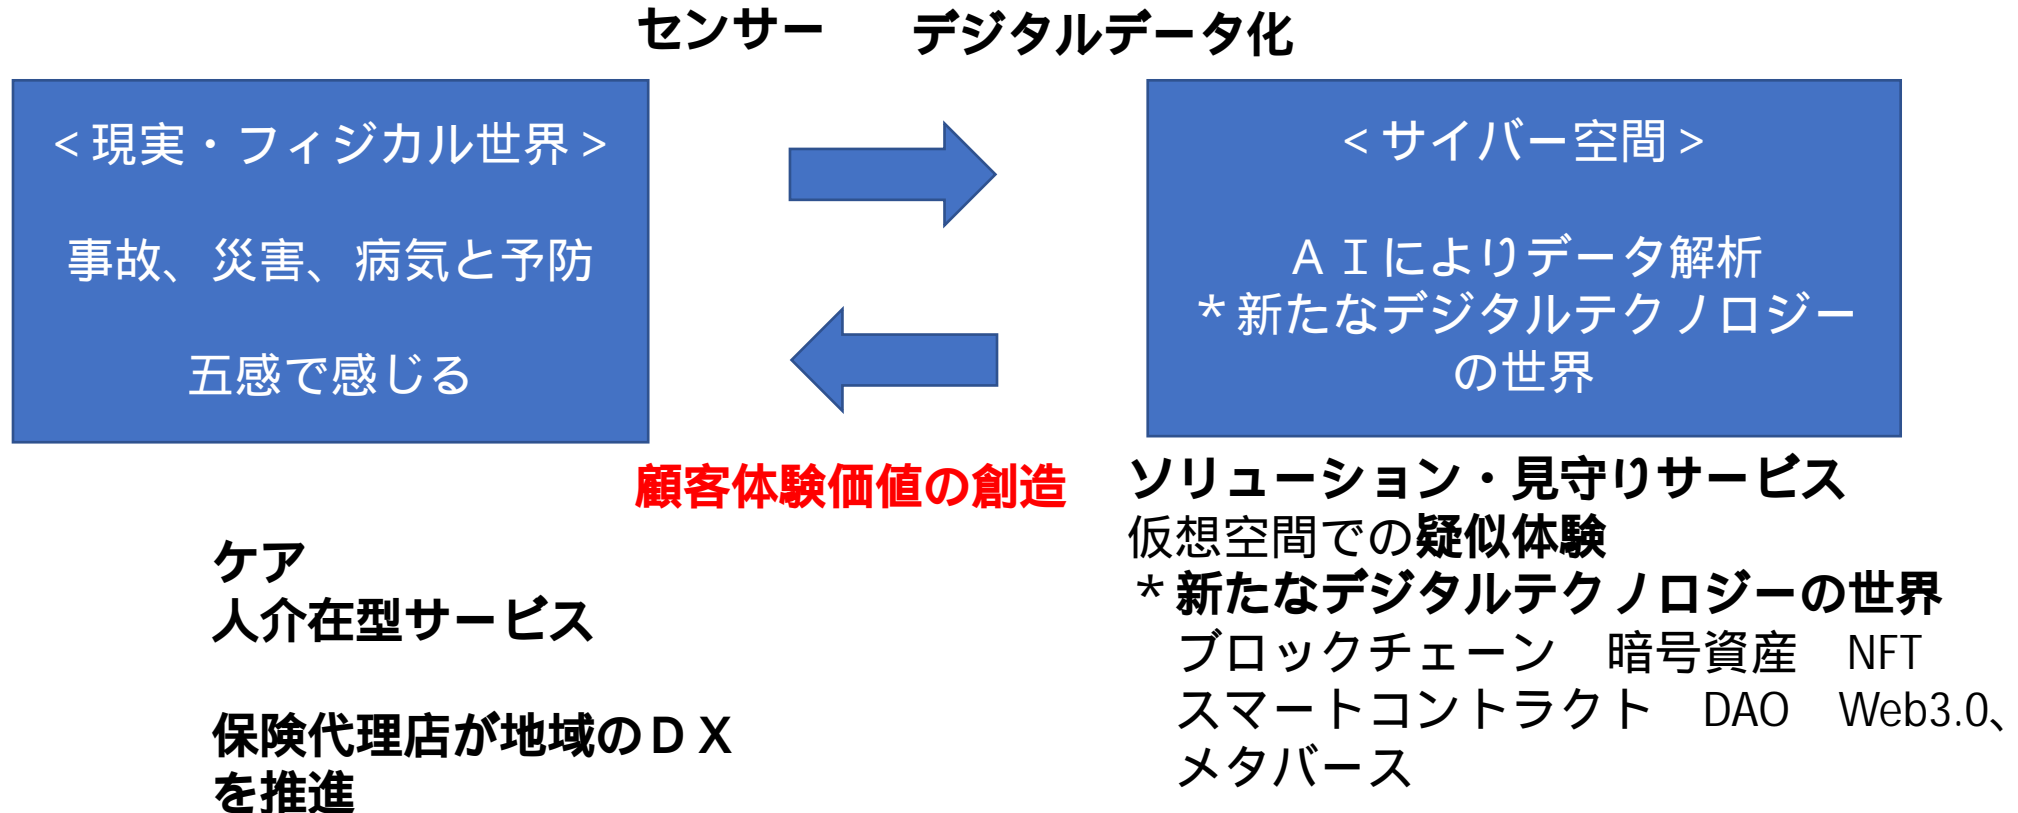 センサー　デジタルデータ化
＜現実・フィジカル世界＞
事故、災害、病気と予防
五感で感じる
＜サイバー空間＞
ＡＩによりデータ解析
＊新たなデジタルテクノロジー
の世界
顧客体験価値の創造
ケア
人介在型サービス
保険代理店が地域のＤＸ
を推進
ソリューション・見守りサービス
仮想空間での疑似体験
＊新たなデジタルテクノロジーの世界
ブロックチェーン　暗号資産　NFT
スマートコントラクト　DAO　Web3.0、
メタバース